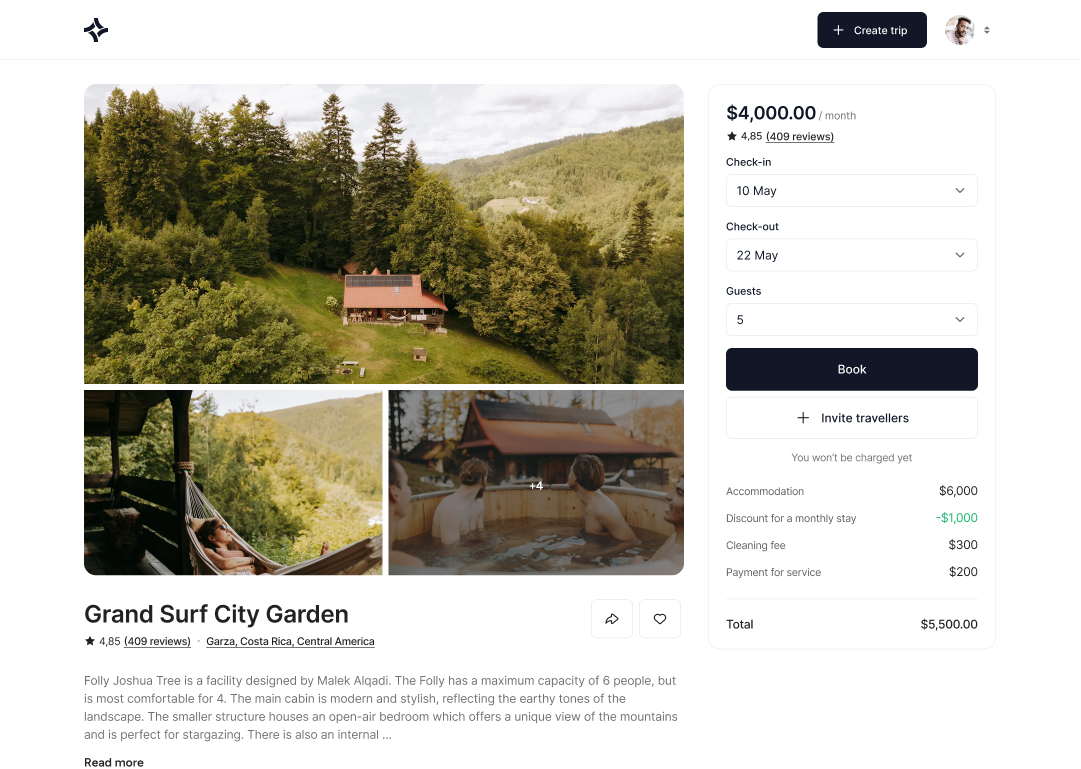 Create trip
$4,000.00 / month
4,85 (409 reviews)
Check-in
10 May
Check-out
22 May
Guests
5
Book
Invite travellers
You won't be charged yet
Accommodation $6,000
Discount for a monthly stay -$1,000
Cleaning fee $300
Payment for service $200
Total $5,500.00
+4
Grand Surf City Garden
4,85 (409 reviews) • Garza, Costa Rica, Central America
Folly Joshua Tree is a facility designed by Malek Alqadi. The Folly has a maximum capacity of 6 people, but
is most comfortable for 4. The main cabin is modern and stylish, reflecting the earthy tones of the
landscape. The smaller structure houses an open-air bedroom which offers a unique view of the mountains
and is perfect for stargazing. There is also an internal ...
Read more